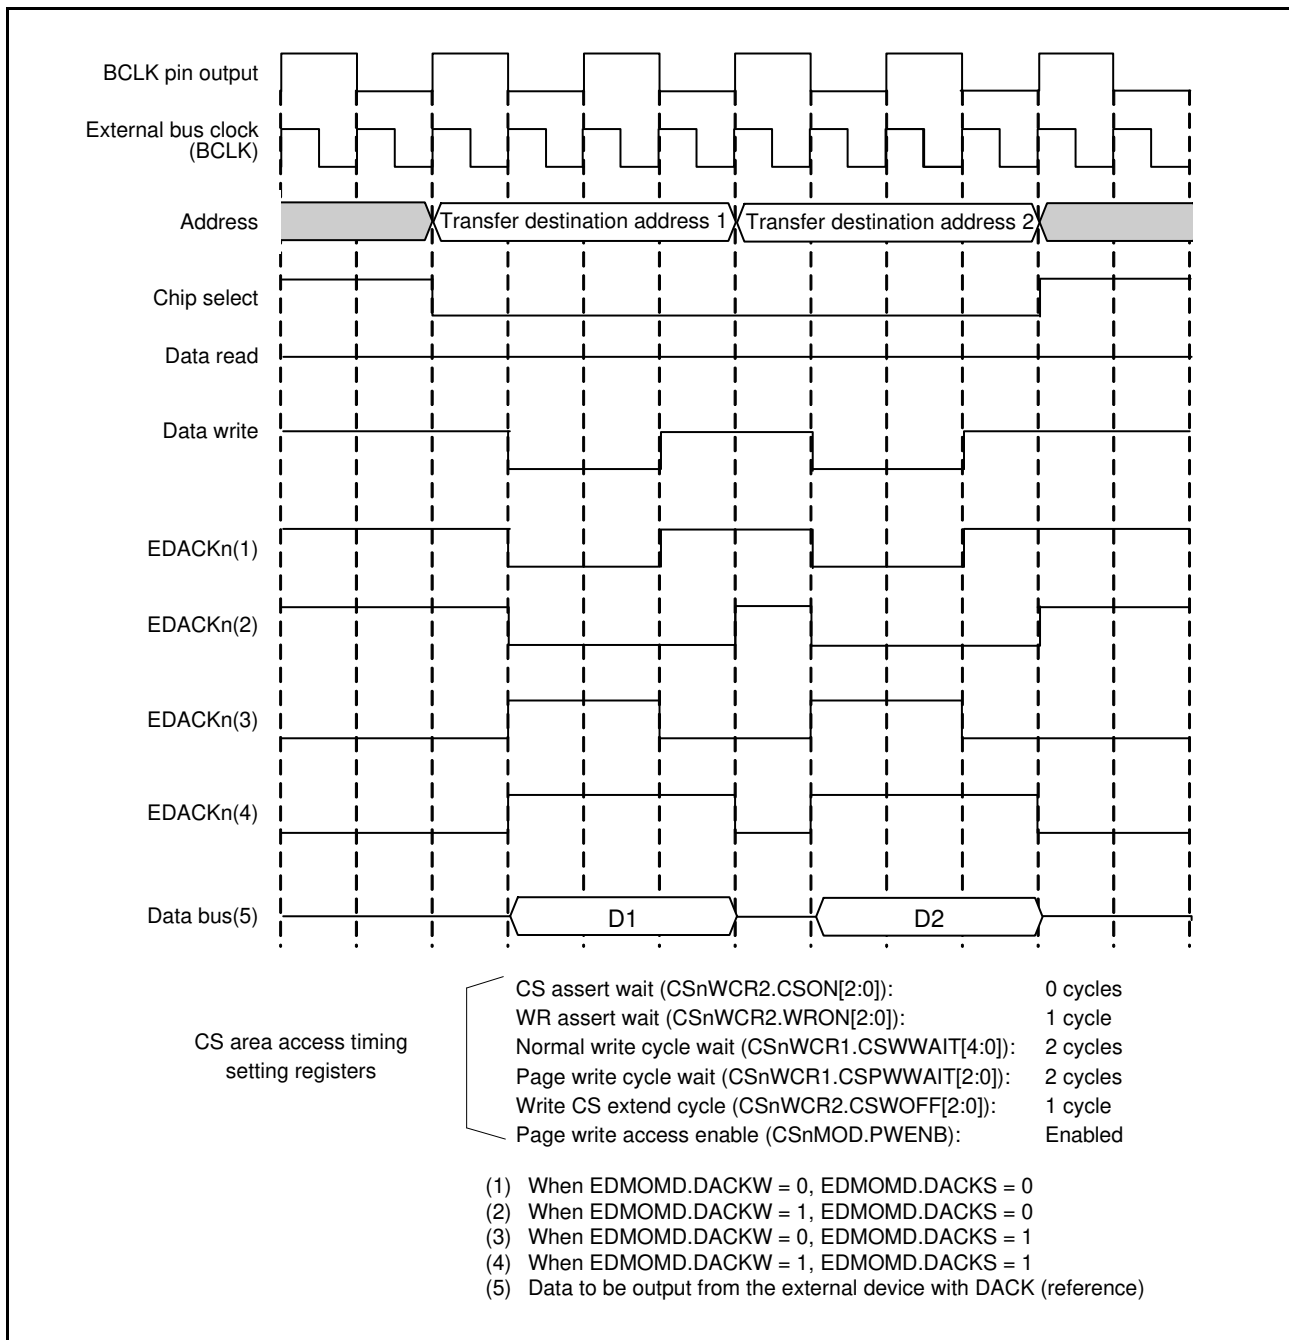 BCLK pin output
External bus clock
(BCLK)
Address
Transfer destination address 1
Transfer destination address 2
Chip select
Data read
Data write
EDACKn(1)
EDACKn(2)
EDACKn(3)
EDACKn(4)
Data bus(5)
D1
D2
CS area access timing
setting registers
CS assert wait (CSnWCR2.CSON[2:0]): 0 cycles
WR assert wait (CSnWCR2.WRON[2:0]): 1 cycle
Normal write cycle wait (CSnWCR1.CSWWAIT[4:0]): 2 cycles
Page write cycle wait (CSnWCR1.CSPWWAIT[2:0]): 2 cycles
Write CS extend cycle (CSnWCR2.CSWOFF[2:0]): 1 cycle
Page write access enable (CSnMOD.PWENB): Enabled
(1) When EDMOMD.DACKW = 0, EDMOMD.DACKS = 0
(2) When EDMOMD.DACKW = 1, EDMOMD.DACKS = 0
(3) When EDMOMD.DACKW = 0, EDMOMD.DACKS = 1
(4) When EDMOMD.DACKW = 1, EDMOMD.DACKS = 1
(5) Data to be output from the external device with DACK (reference)